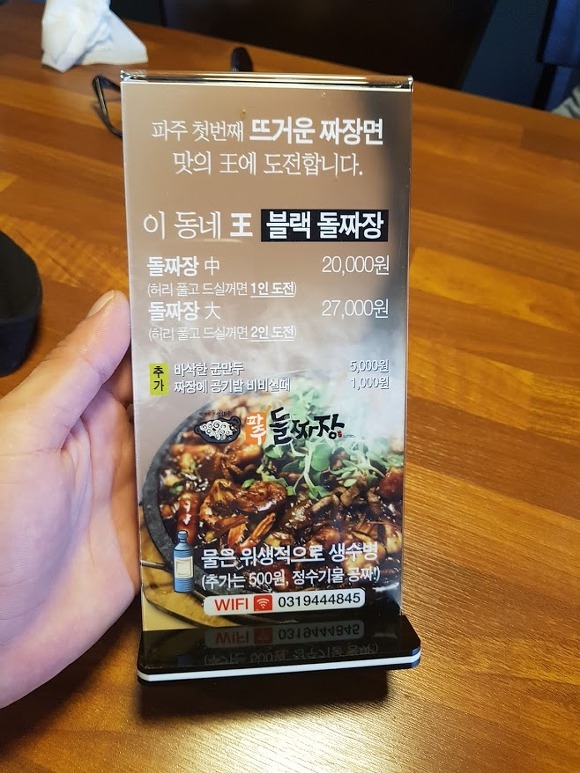 파주 첫번째 뜨거운 짜장면
맛의 王에 도전합니다.
이 동네 王 블랙 돌짜장
돌짜장 中 20,000원
(허리 풀고 드실꺼면 1인 도전)
돌짜장 大 27,000원
(허리 풀고 드실꺼면 2인 도전)
추가
바삭한 군만두 5,000원
짜장에 공기밥 비비실때 1,000원
파주 돌짜장
물은 위생적으로 생수병
(추가는 500원, 정수기물 공짜!)
WIFI 0319444845